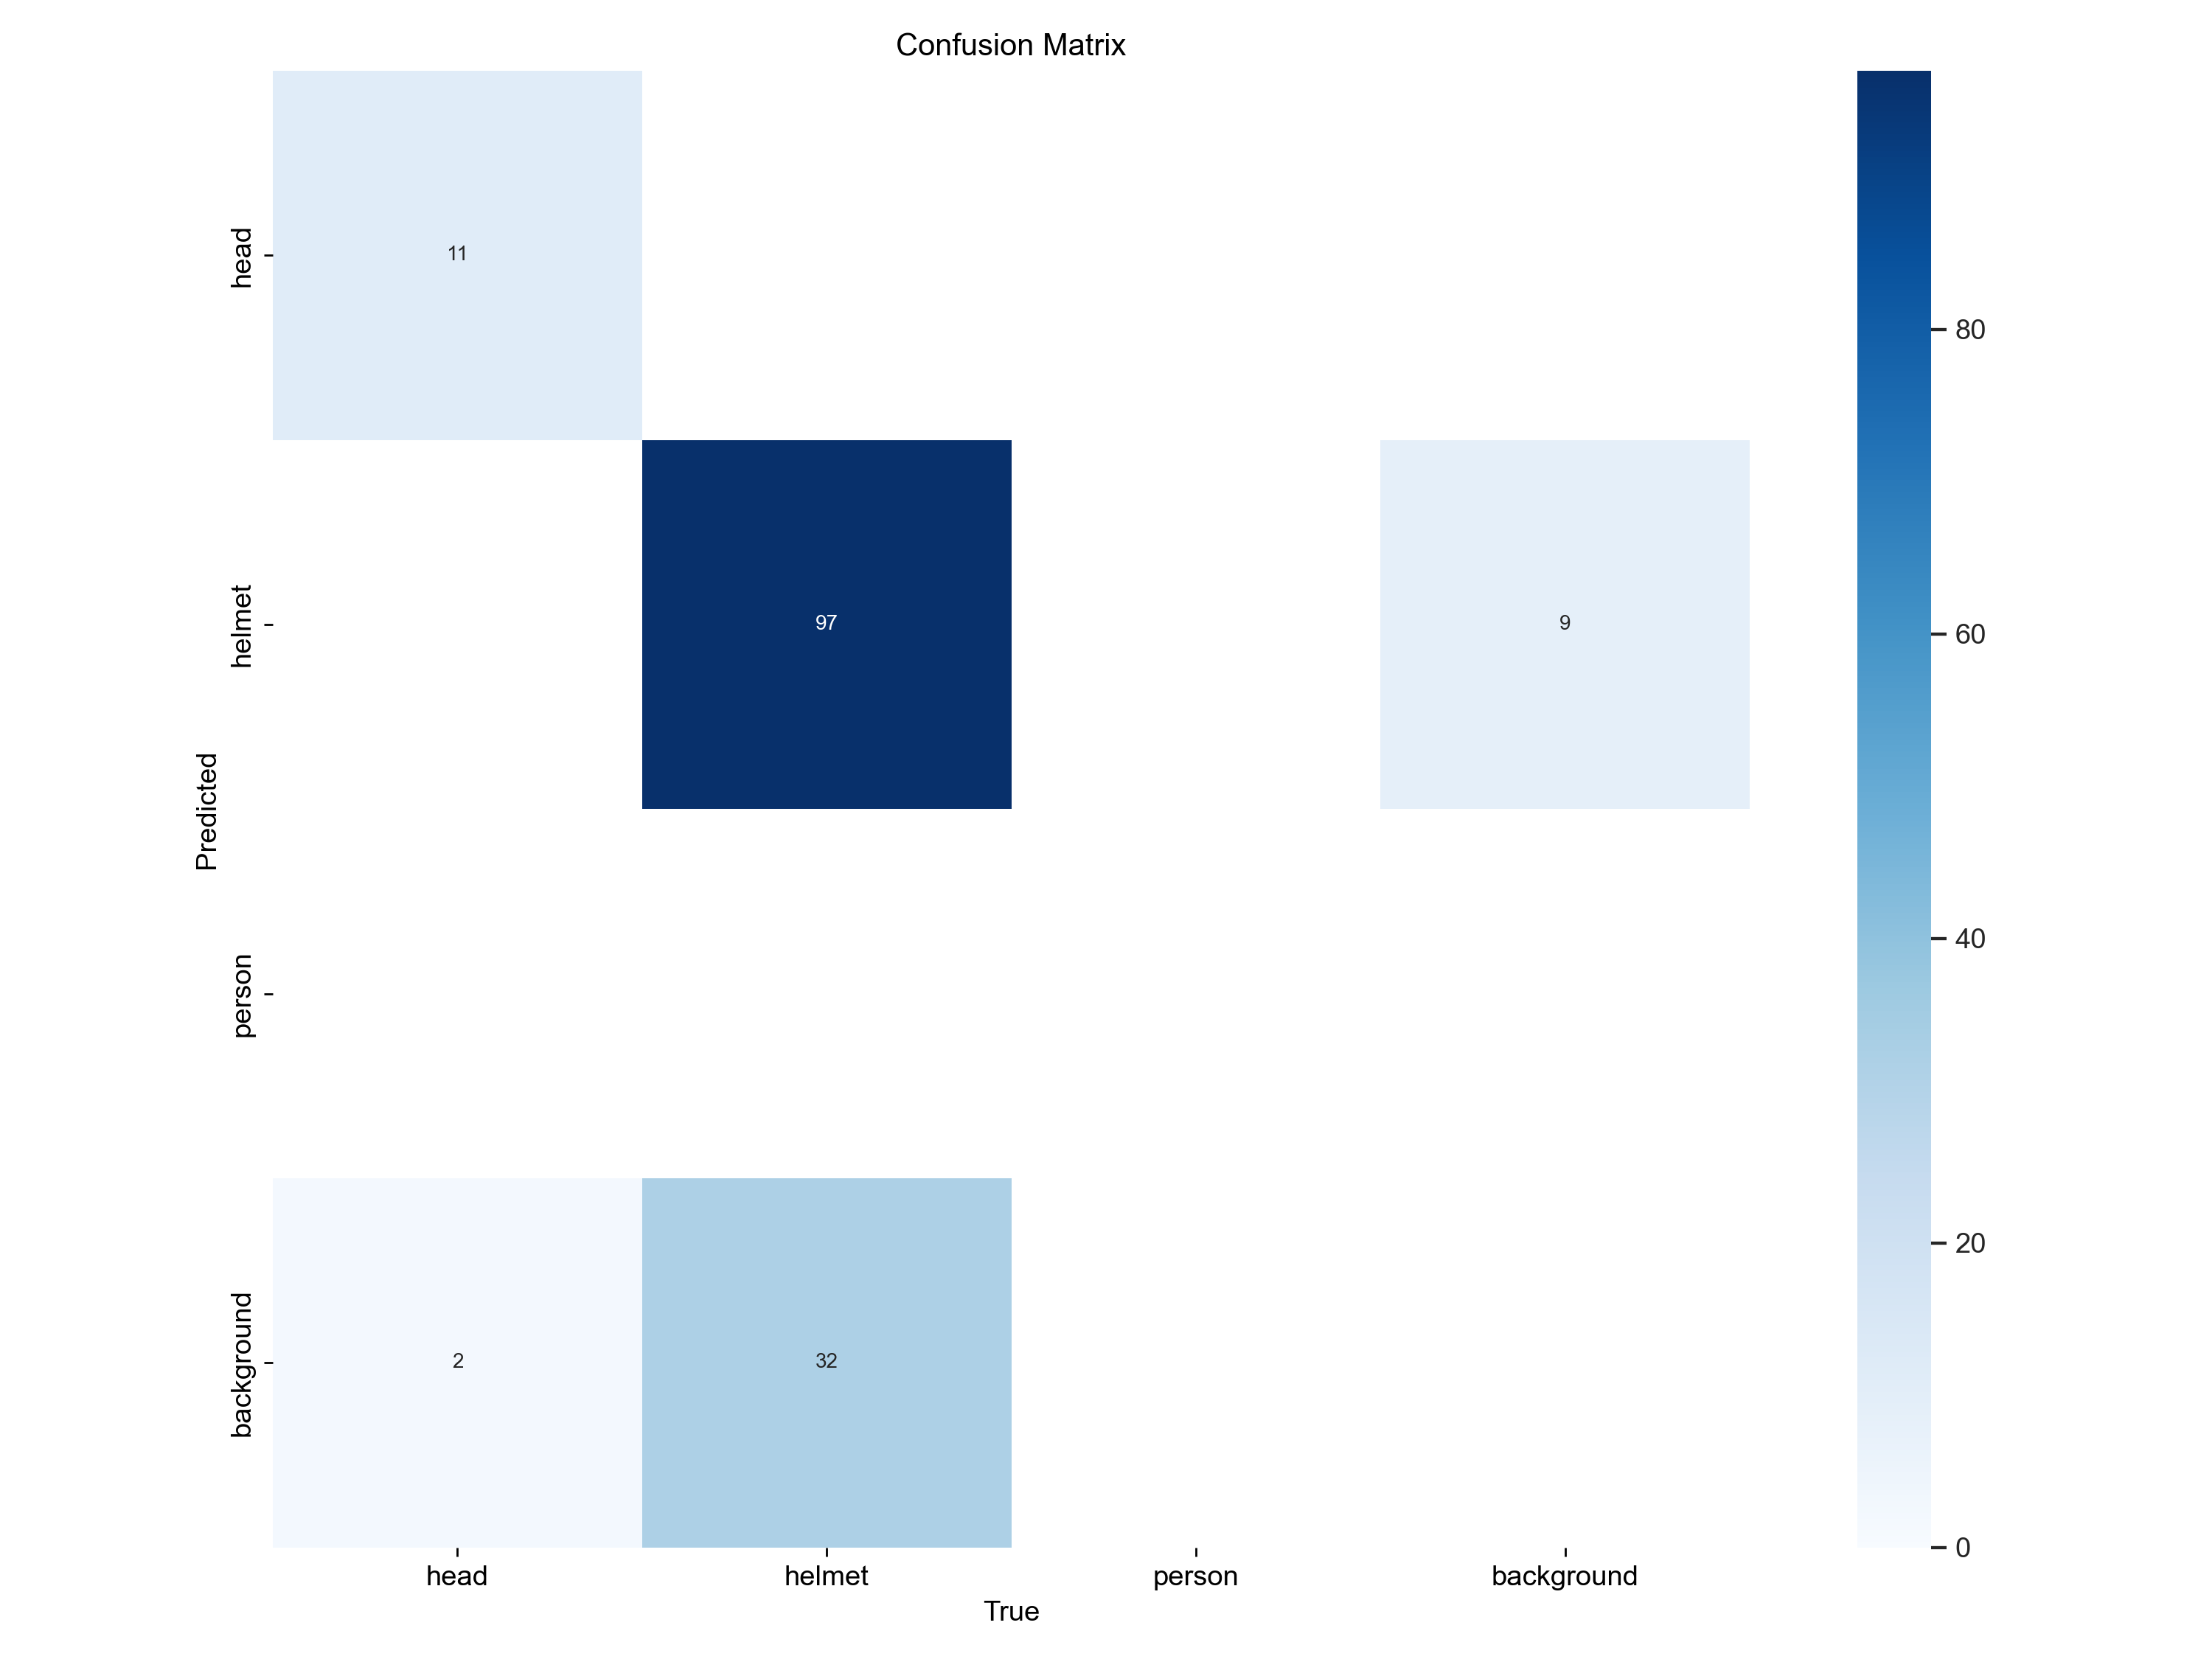 Confusion Matrix
head
11
helmet
97
9
Predicted
person
background
2
32
head
helmet
person
background
True
80
60
40
20
0